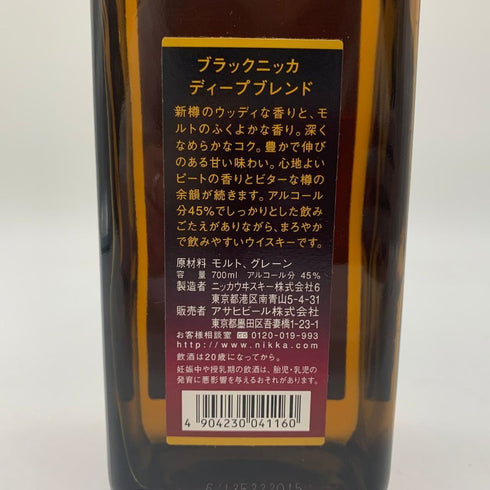 ブラックニッカ
ディープブレンド
新樽のウッディな香りと、モ
ルトのふくよかな香り。深く
なめらかなコク。豊かで伸び
のある甘い味わい。心地よい
ピートの香りとビターな樽の
余韻が続きます。アルコール
分45%でしっかりとした飲み
ごたえがありながら、まろやか
で飲みやすいウイスキーです。
原材料 モルト、グレーン
容 量 700ml アルコール分 45%
製造者 ニッカウヰスキー株式会社6
東京都港区南青山5-4-31
販売者 アサヒビール株式会社
東京都墨田区吾妻橋1-23-1
お客様相談室 0120-019-993
http://www.nikka.com
飲酒は20歳になってから。
妊娠中や授乳期の飲酒は、胎児・乳児の
発育に悪影響を与えるおそれがあります。
4 904230 041160